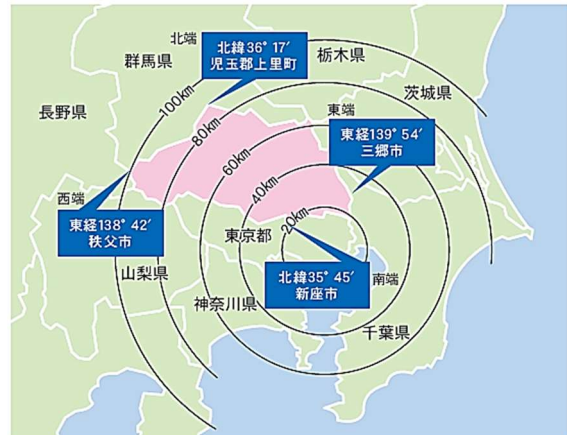 北端
群馬県
北緯36° 17′
児玉郡上里町
栃木県
茨城県
長野県
100km
80km
60km
40km
20km
東端
東経139° 54′
三郷市
西端
東経138° 42′
秩父市
東京都
山梨県
北緯35° 45′
新座市
南端
神奈川県
千葉県